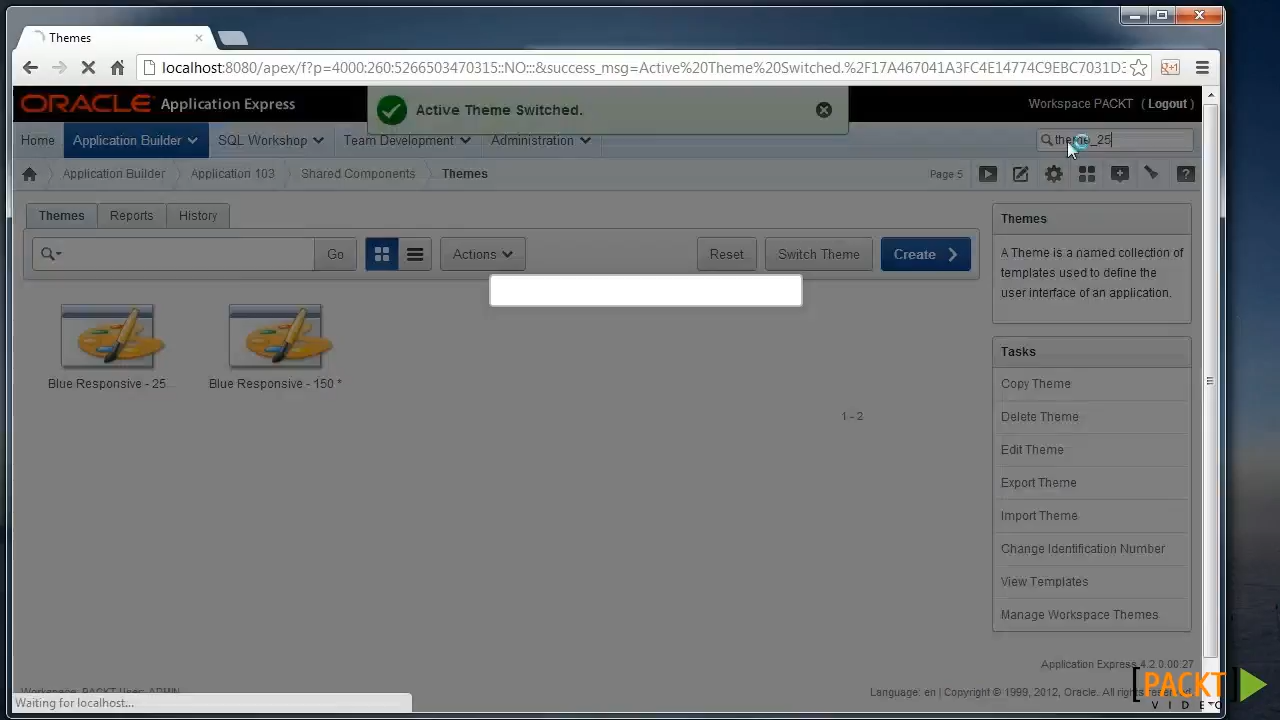 Themes
localhost:8080/apex/f?p=4000:260:5266503470315::NO:::&success_msg=Active%20Theme%20Switched.%2F17A467041A3FC4E14774C9EBC7031D3
ORACLE Application Express
Active Theme Switched.
Workspace PACKT ( Logout )
Home Application Builder SQL Workshop Team Development Administration
Application Builder Application 103 Shared Components Themes Page 5
Themes Reports History
Go Actions Reset Switch Theme Create
Themes
A Theme is a named collection of
templates used to define the
user interface of an application.
Blue Responsive - 25 Blue Responsive - 150 *
1 - 2
Tasks
Copy Theme
Delete Theme
Edit Theme
Export Theme
Import Theme
Change Identification Number
View Templates
Manage Workspace Themes
Application Express 4.2.0.00.27
Workspace: PACKT User: ADMIN
Language: en | Copyright © 1999, 2012, Oracle. All rights reserved.
Waiting for localhost...
[PACKT]
VIDEO